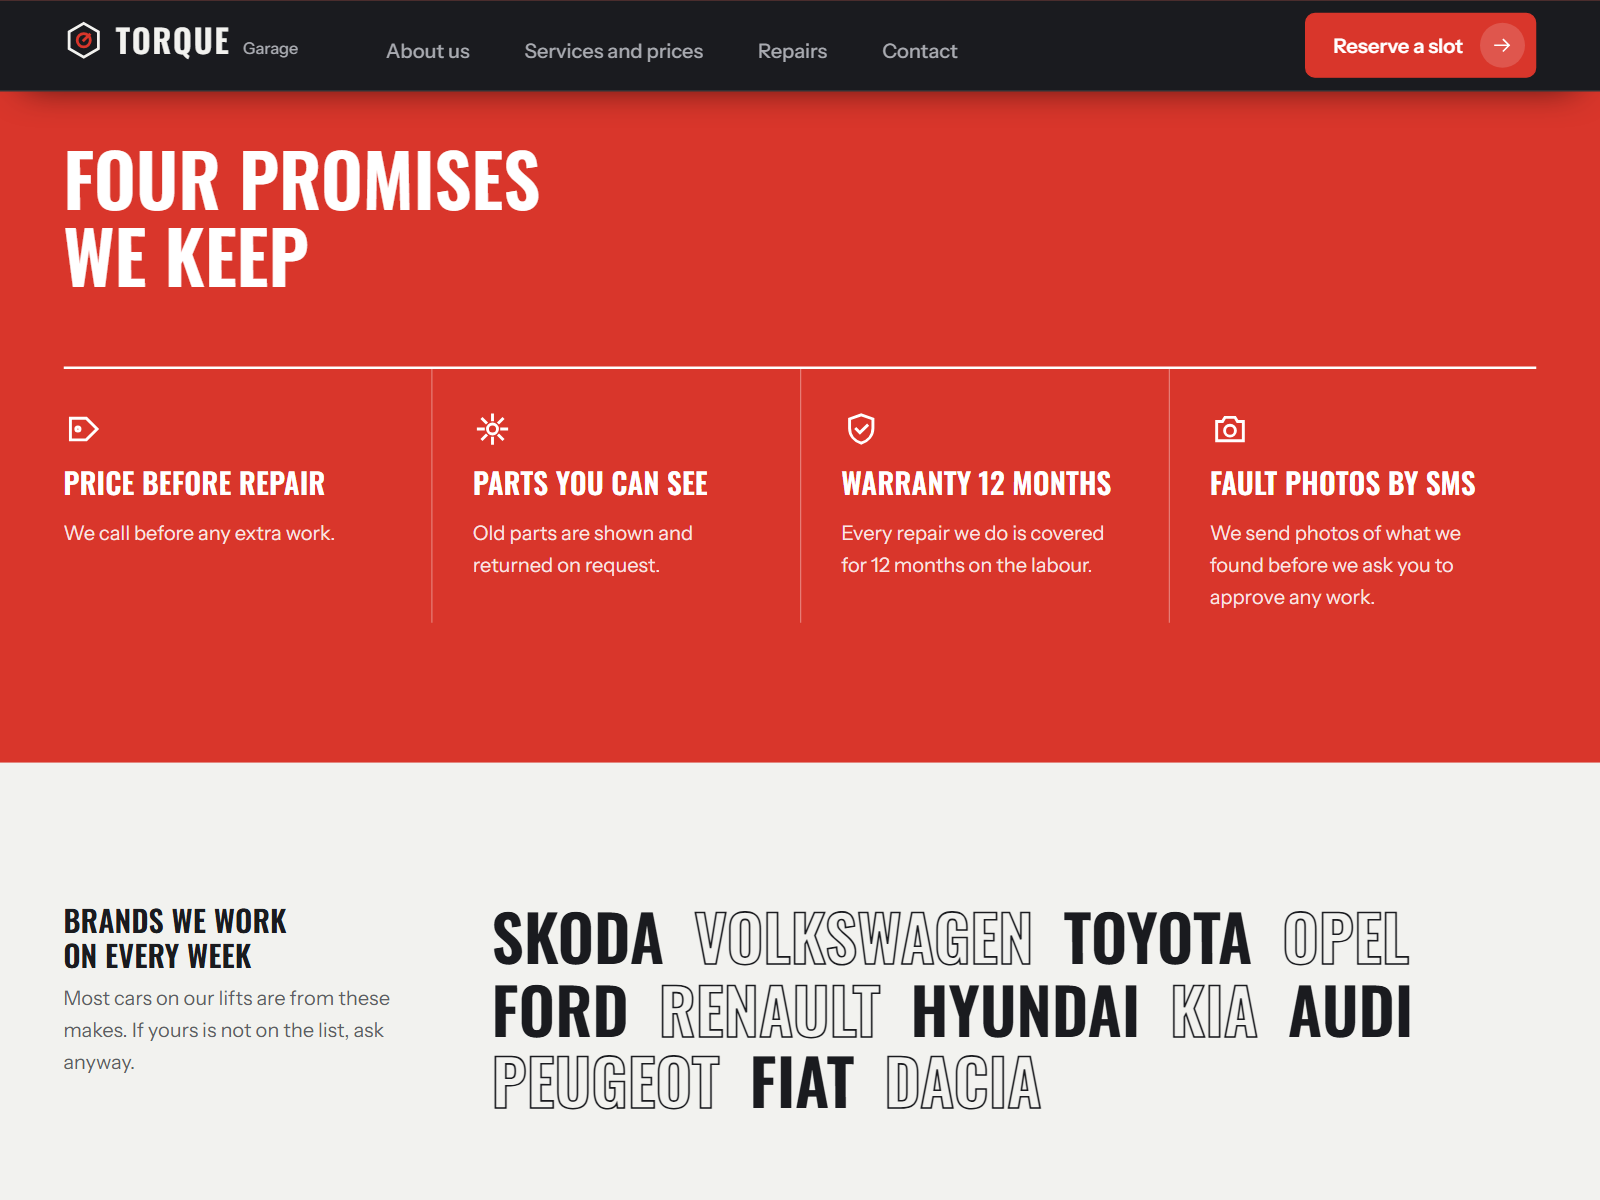 TORQUE Garage
About us
Services and prices
Repairs
Contact
Reserve a slot
FOUR PROMISES
WE KEEP
PRICE BEFORE REPAIR
We call before any extra work.
PARTS YOU CAN SEE
Old parts are shown and
returned on request.
WARRANTY 12 MONTHS
Every repair we do is covered
for 12 months on the labour.
FAULT PHOTOS BY SMS
We send photos of what we
found before we ask you to
approve any work.
BRANDS WE WORK
ON EVERY WEEK
Most cars on our lifts are from these
makes. If yours is not on the list, ask
anyway.
SKODA VOLKSWAGEN TOYOTA OPEL
FORD RENAULT HYUNDAI KIA AUDI
PEUGEOT FIAT DACIA